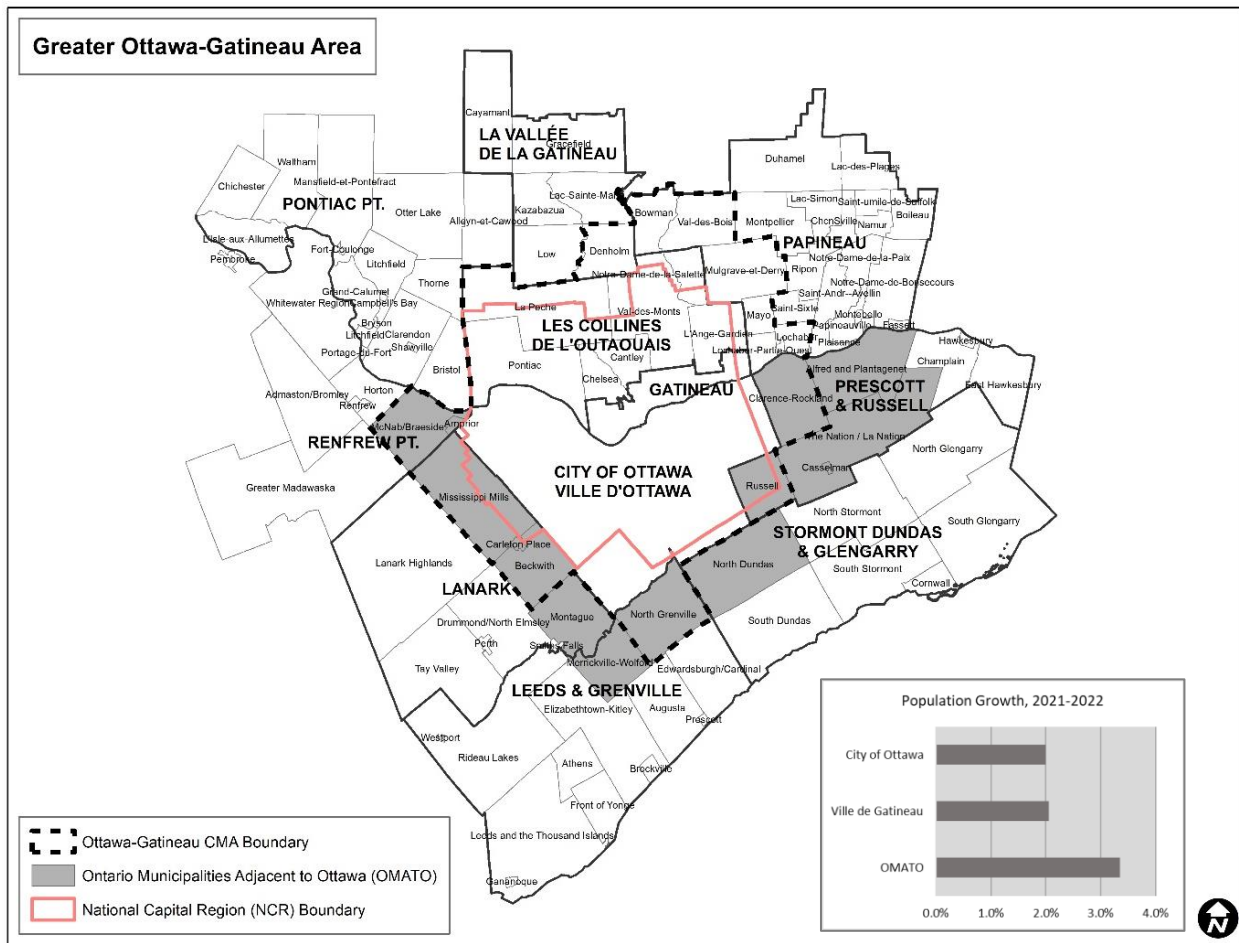 Greater Ottawa-Gatineau Area
Cayamant
LA VALLÉE
DE LA GATINEAU
Gracefield
Duhamel
Lac-des-Plages
Waltham
Chichester
Mansfield-et-Pontefract
PONTIAC PT.
Otter Lake
Alleyn-et-Cawood
Kazabazua
Lac-Sainte-Mar
Bowman
Val-des-Bois
Montpellier
Lac-Simon
Boileau
Namur
PAPINEAU
L'Isle-aux-Allumettes
Pembroke
Fort-Coulonge
Litchfield
Low
Denholm
Thorne
Notre-Dame-de-la-Salette
Mulgrave-et-Derry
Ripon
Notre-Dame-de-la-Paix
Notre-Dame-de-Bonsecours
Saint-Andr--Avellin
Grand-Calumet
Whitewater Region
Campbell's Bay
La Peche
Val-des-Monts
Mayo
Saint-Sixte
Montebello
Papineauville
Fassett
Bryson
Litchfield
Clarendon
Shawville
Portage-du-Fort
LES COLLINES
DE L'OUTAOUAIS
L'Ange-Gardien
Lochaber
Lochaber-Partie-Ouest
Plaisance
Hawkesbury
Bristol
Pontiac
Cantley
Chelsea
Champlain
East Hawkesbury
Alfred and Plantagenet
PRESCOTT
& RUSSELL
Horton
Renfrew
Admaston/Bromley
GATINEAU
Clarence-Rockland
McNab/Braeside
Arnprior
RENFREW PT.
The Nation / La Nation
North Glengarry
CITY OF OTTAWA
VILLE D'OTTAWA
Casselman
Greater Madawaska
Russell
Mississippi Mills
North Stormont
South Glengarry
STORMONT DUNDAS
& GLENGARRY
Carleton Place
Lanark Highlands
Beckwith
North Dundas
South Stormont
Cornwall
LANARK
Montague
North Grenville
Drummond/North Elmsley
South Dundas
Perth
Smiths Falls
Merrickville-Wolford
Tay Valley
Edwardsburgh/Cardinal
LEEDS & GRENVILLE
Elizabethtown-Kitley
Augusta
Prescott
Westport
Rideau Lakes
Athens
Brockville
Front of Yonge
Leeds and the Thousand Islands
Gananoque
Ottawa-Gatineau CMA Boundary
Ontario Municipalities Adjacent to Ottawa (OMATO)
National Capital Region (NCR) Boundary
Population Growth, 2021-2022
City of Ottawa
Ville de Gatineau
OMATO
0.0% 1.0% 2.0% 3.0% 4.0%
N